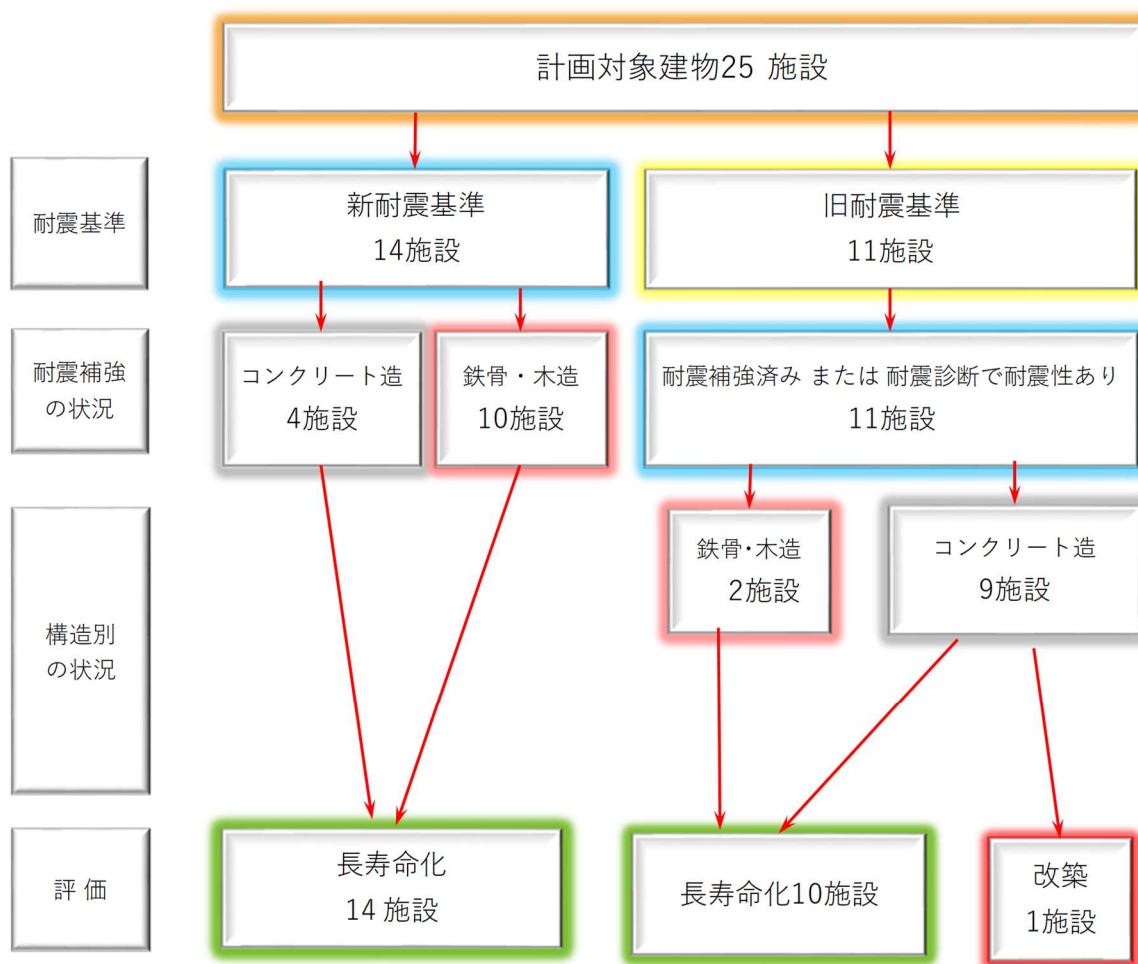 計画対象建物25 施設
耐震基準
新耐震基準
14施設
旧耐震基準
11施設
耐震補強
の状況
コンクリート造
4施設
鉄骨・木造
10施設
耐震補強済み または 耐震診断で耐震性あり
11施設
構造別
の状況
鉄骨･木造
2施設
コンクリート造
9施設
評 価
長寿命化
14 施設
長寿命化10施設
改築
1施設